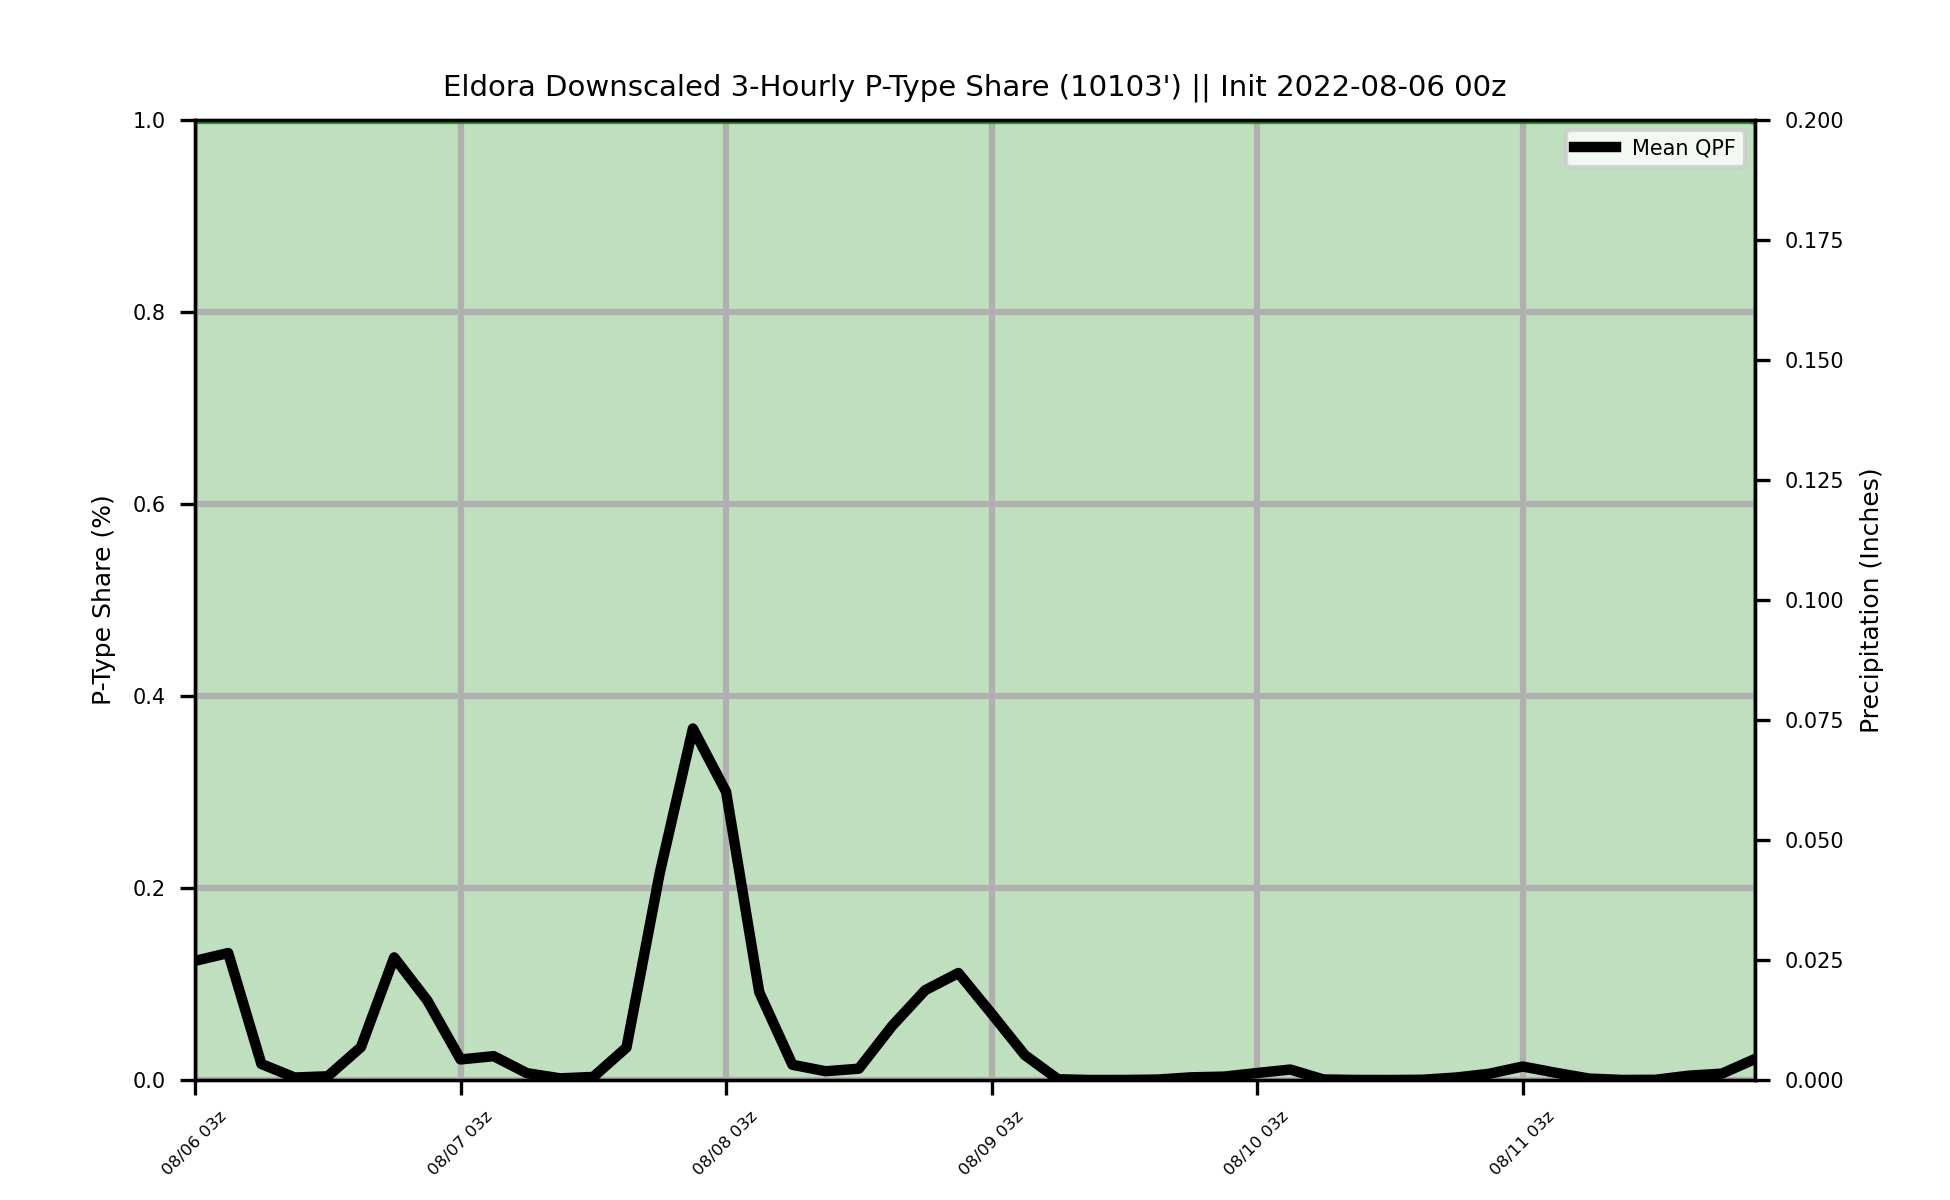 Eldora Downscaled 3-Hourly P-Type Share (10103') || Init 2022-08-06 00z
Mean QPF
P-Type Share (%)
1.0
0.8
0.6
0.4
0.2
0.0
0.200
0.175
0.150
0.125
0.100
0.075
0.050
0.025
0.000
Precipitation (Inches)
08/06 03z
08/07 03z
08/08 03z
08/09 03z
08/10 03z
08/11 03z